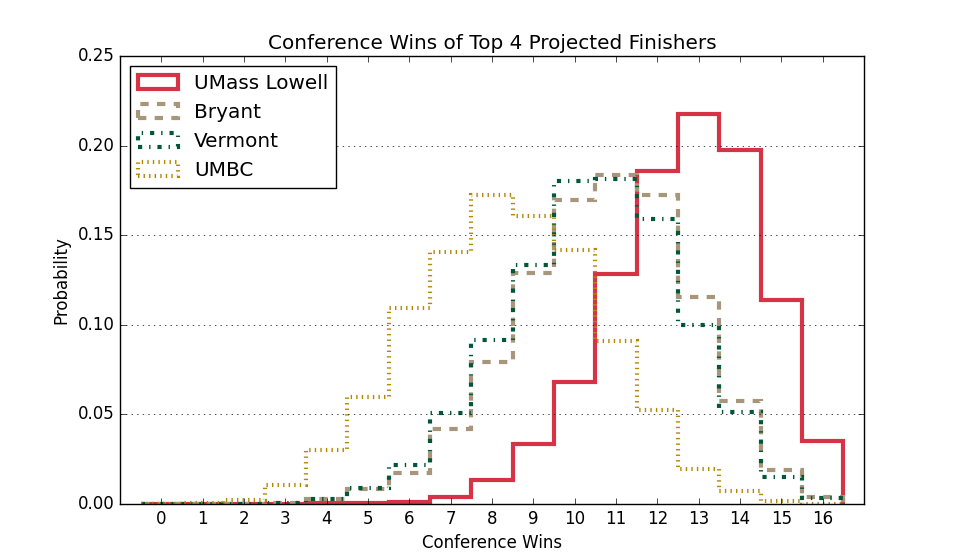 Conference Wins of Top 4 Projected Finishers
0.25
0.20
0.15
0.10
0.05
0.00
Probability
UMass Lowell
Bryant
Vermont
UMBC
0 1 2 3 4 5 6 7 8 9 10 11 12 13 14 15 16
Conference Wins